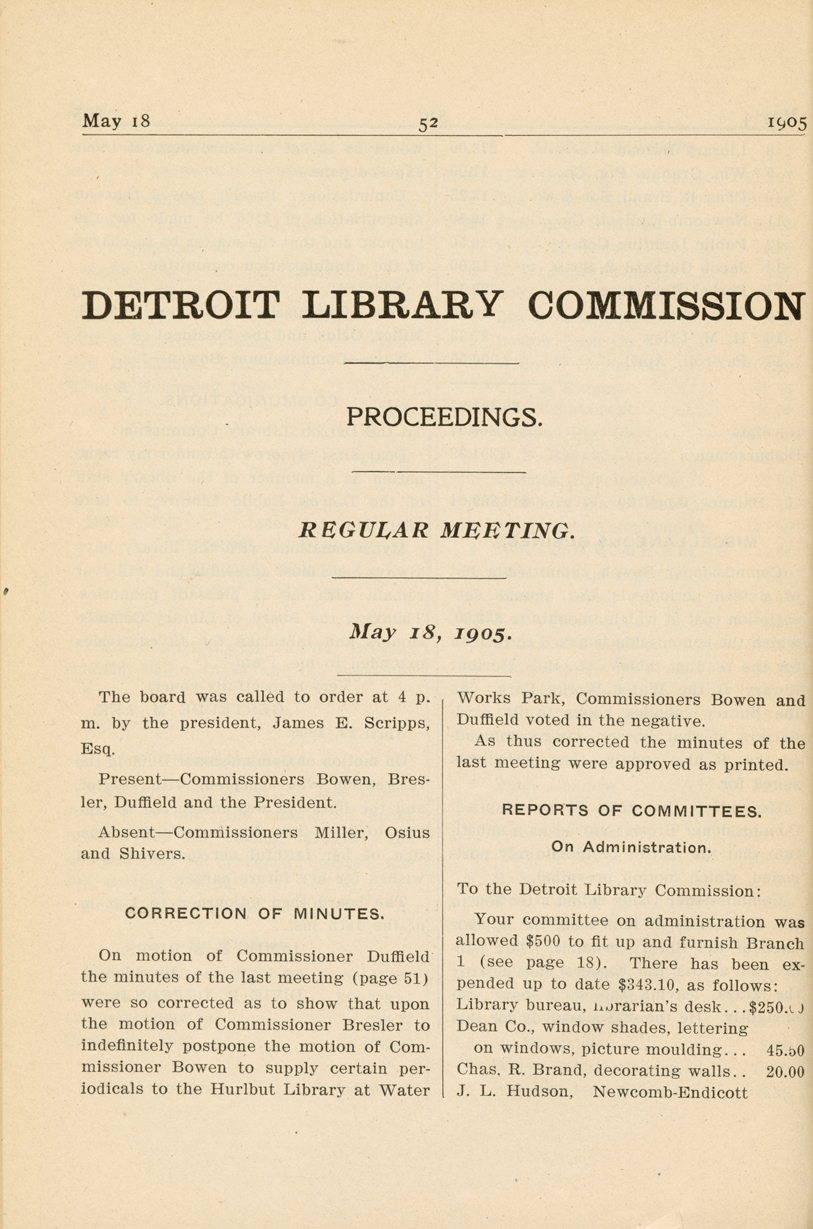 May 18 52 1905
DETROIT LIBRARY COMMISSION
PROCEEDINGS.
REGULAR MEETING.
May 18, 1905.
The board was called to order at 4 p.
m. by the president, James E. Scripps,
Esq.
Present—Commissioners Bowen, Bres-
ler, Duffield and the President.
Absent—Commissioners Miller, Osius
and Shivers.
CORRECTION OF MINUTES.
On motion of Commissioner Duffield
the minutes of the last meeting (page 51)
were so corrected as to show that upon
the motion of Commissioner Bresler to
indefinitely postpone the motion of Com-
missioner Bowen to supply certain per-
iodicals to the Hurlbut Library at Water
Works Park, Commissioners Bowen and
Duffield voted in the negative.
As thus corrected the minutes of the
last meeting were approved as printed.
REPORTS OF COMMITTEES.
On Administration.
To the Detroit Library Commission:
Your committee on administration was
allowed $500 to fit up and furnish Branch
1 (see page 18). There has been ex-
pended up to date $343.10, as follows:
Library bureau, librarian's desk...$250.00
Dean Co., window shades, lettering
on windows, picture moulding... 45.50
Chas. R. Brand, decorating walls.. 20.00
J. L. Hudson, Newcomb-Endicott